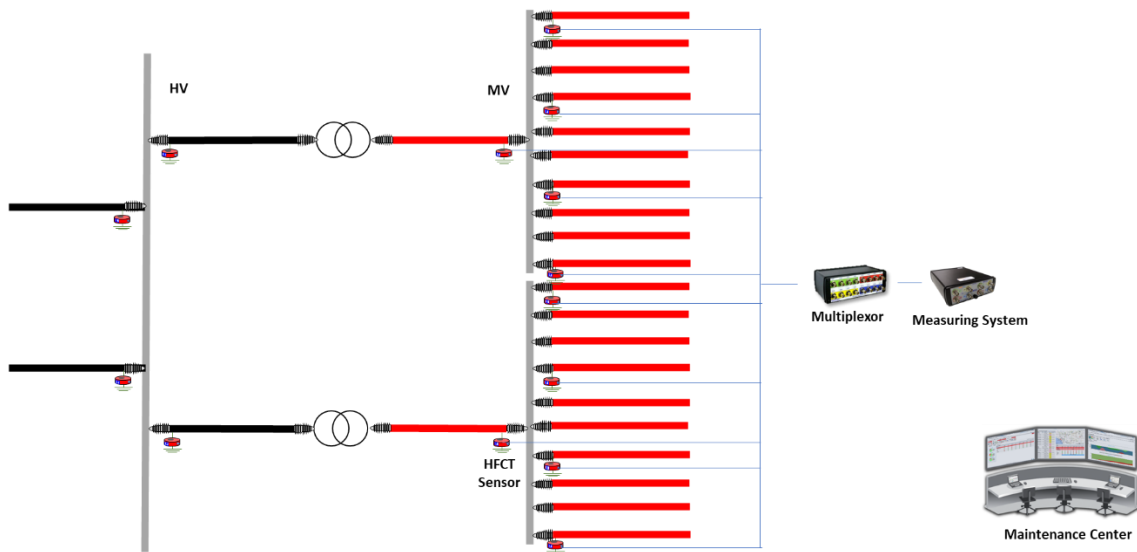 HV
MV
HFCT
Sensor
Multiplexor
Measuring System
Maintenance Center